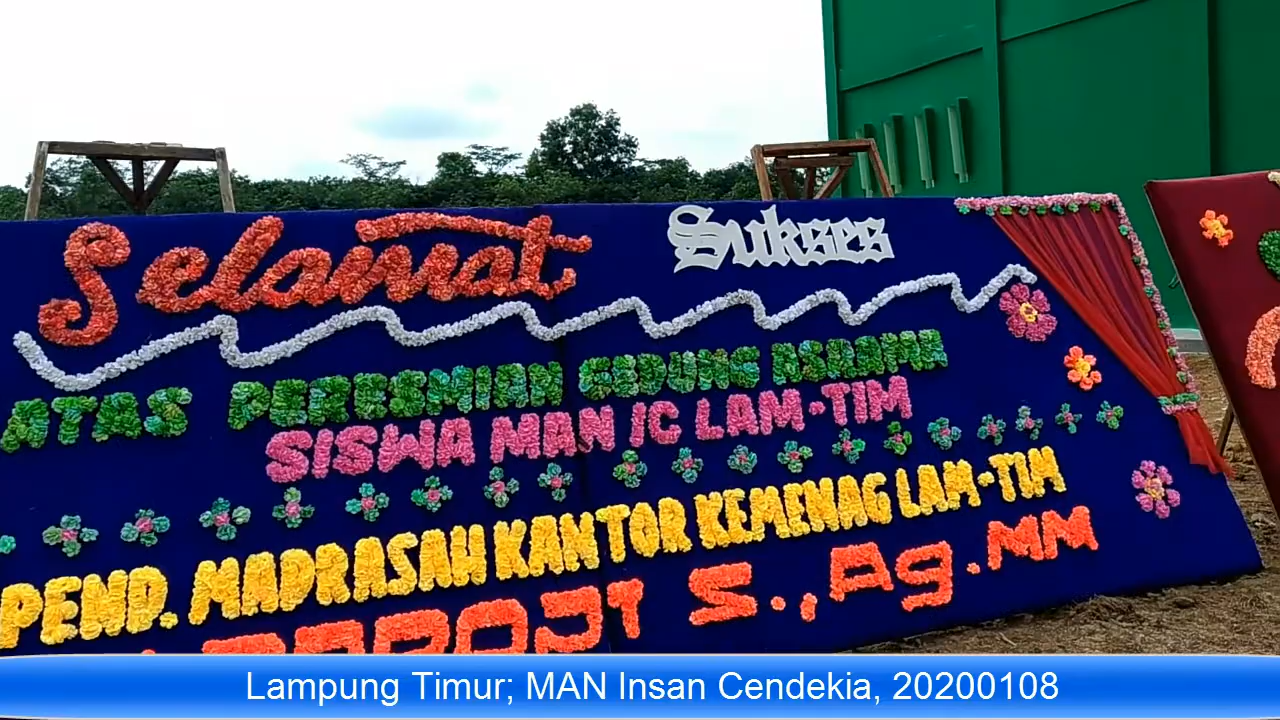 Selamat Sukses
ATAS PERESMIAN GEDUNG ASRAMA
SISWA MAN IC LAM-TIM
PEND. MADRASAH KANTOR KEMENAG LAM-TIM
S., Ag. MM
Lampung Timur; MAN Insan Cendekia, 20200108